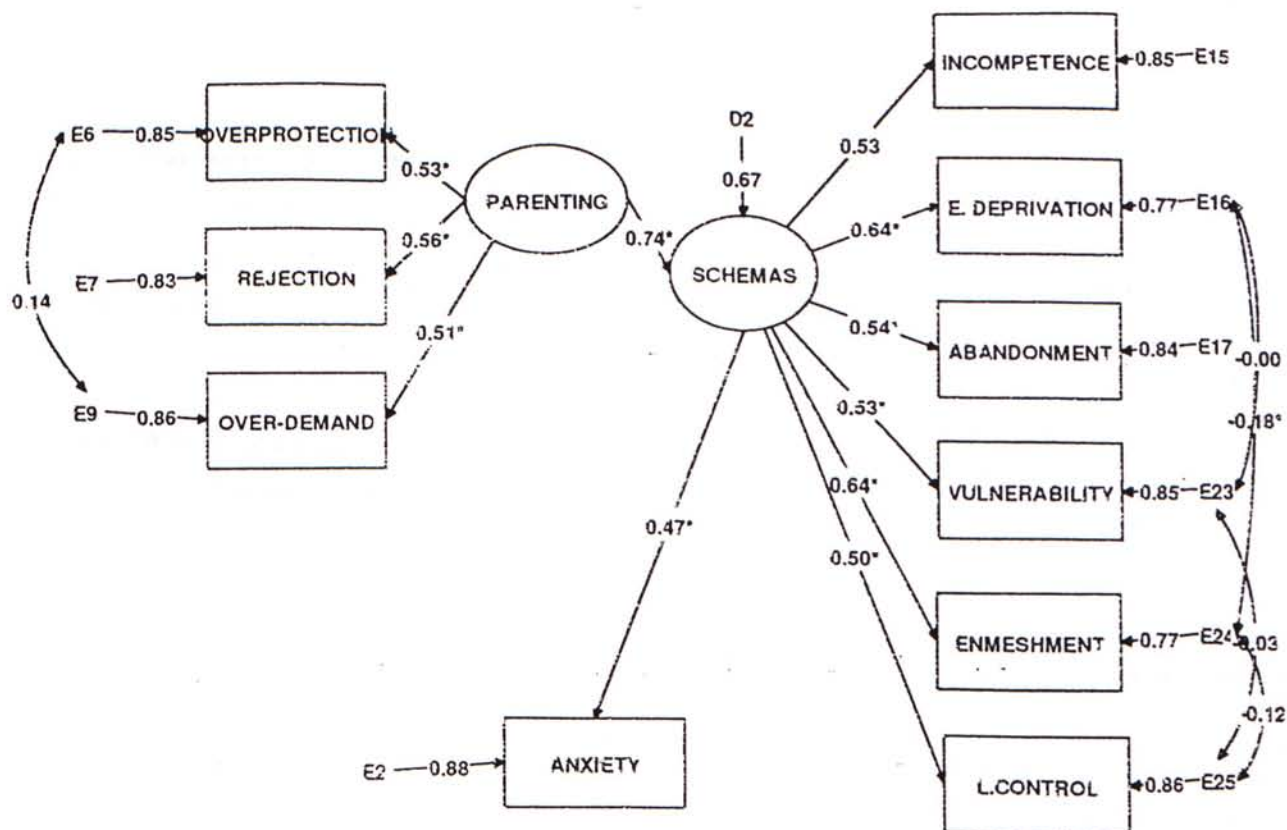 INCOMPETENCE
0.85
E15
E6
0.85
OVERPROTECTION
D2
0.67
0.53
0.53*
PARENTING
0.74*
SCHEMAS
0.64*
E. DEPRIVATION
0.77
E16
0.56*
E7
0.83
REJECTION
0.14
0.51*
0.54*
ABANDONMENT
0.84
E17
-0.00
-0.18*
E9
0.86
OVER-DEMAND
0.53*
VULNERABILITY
0.85
E23
0.64*
0.47*
0.50*
ENMESHMENT
0.77
E24
-0.03
-0.12
E2
0.88
ANXIETY
L.CONTROL
0.86
E25